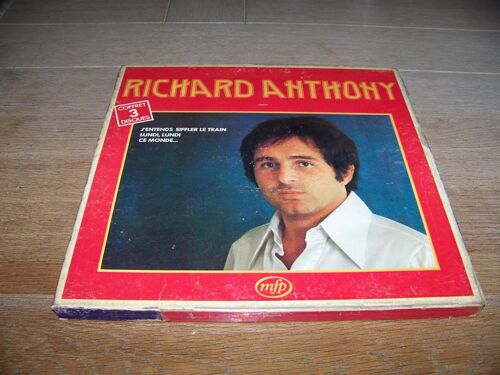 RICHARD ANTHONY
COFFRET
3
DISQUES
J'ENTENDS SIFFLER LE TRAIN
LUNDI, LUNDI
CE MONDE...
mfp